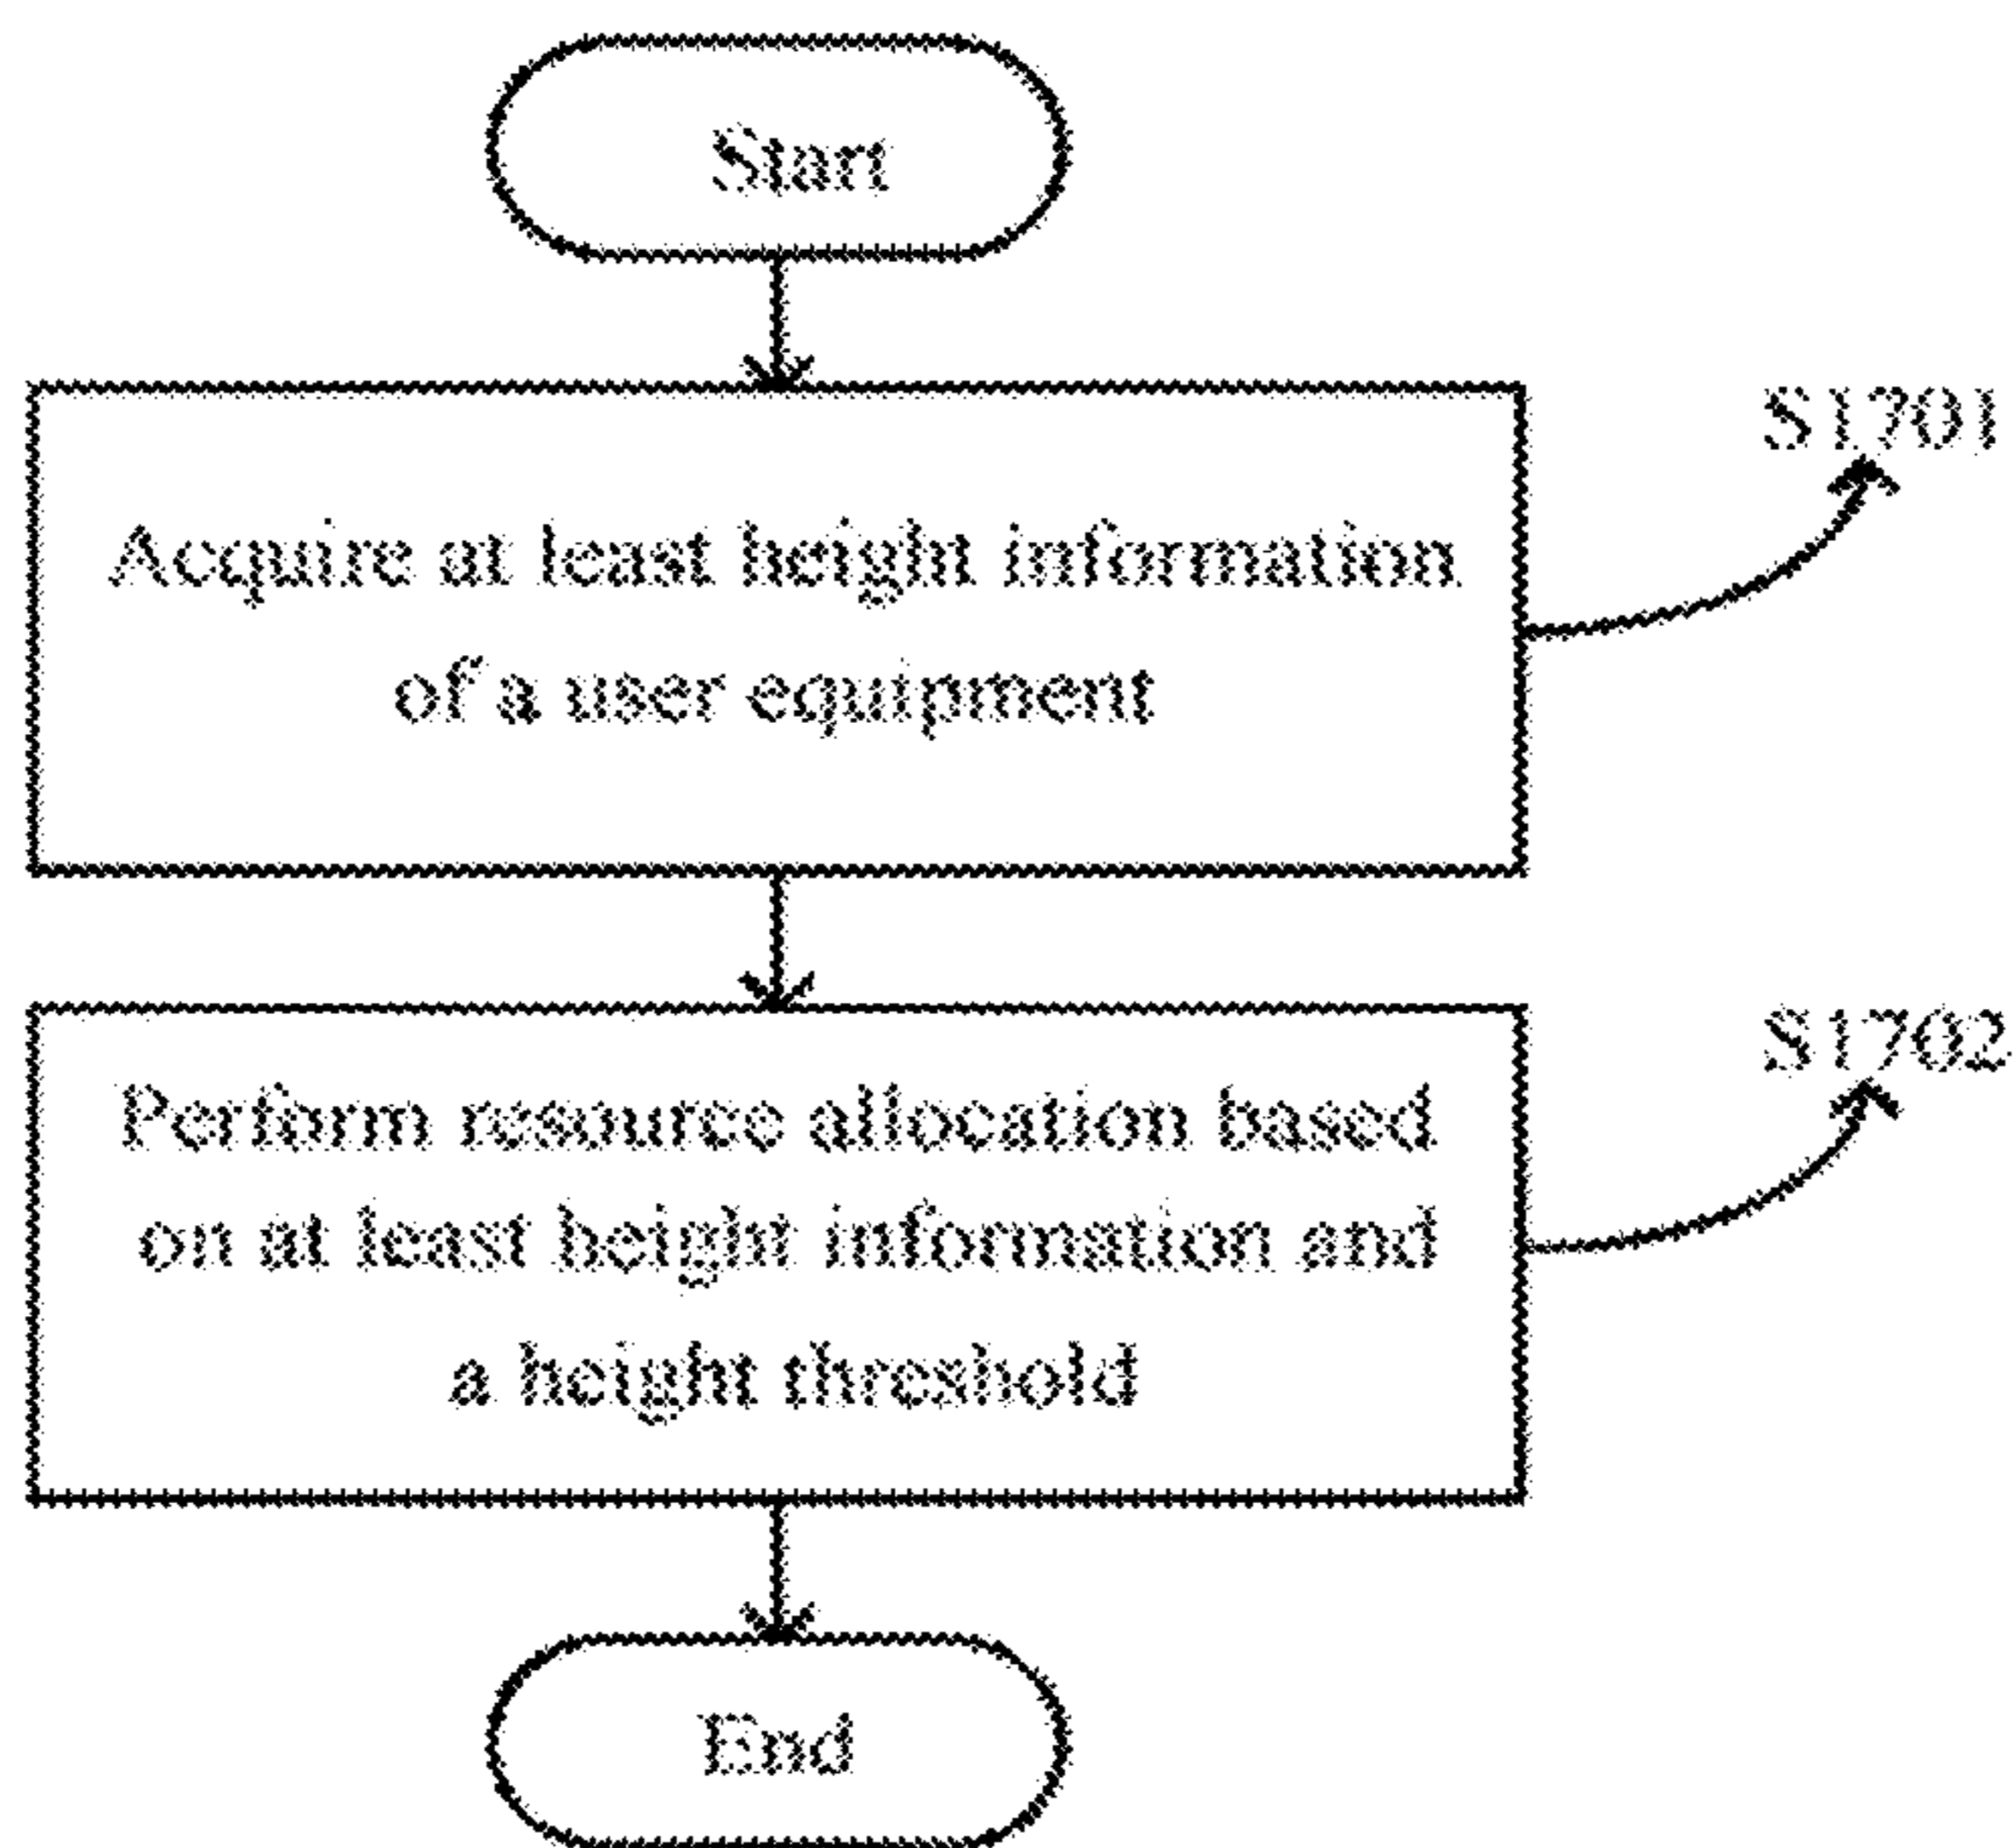 Start
S1701
Acquire at least height information
of a user equipment
S1702
Perform resource allocation based
on at least height information and
a height threshold
End